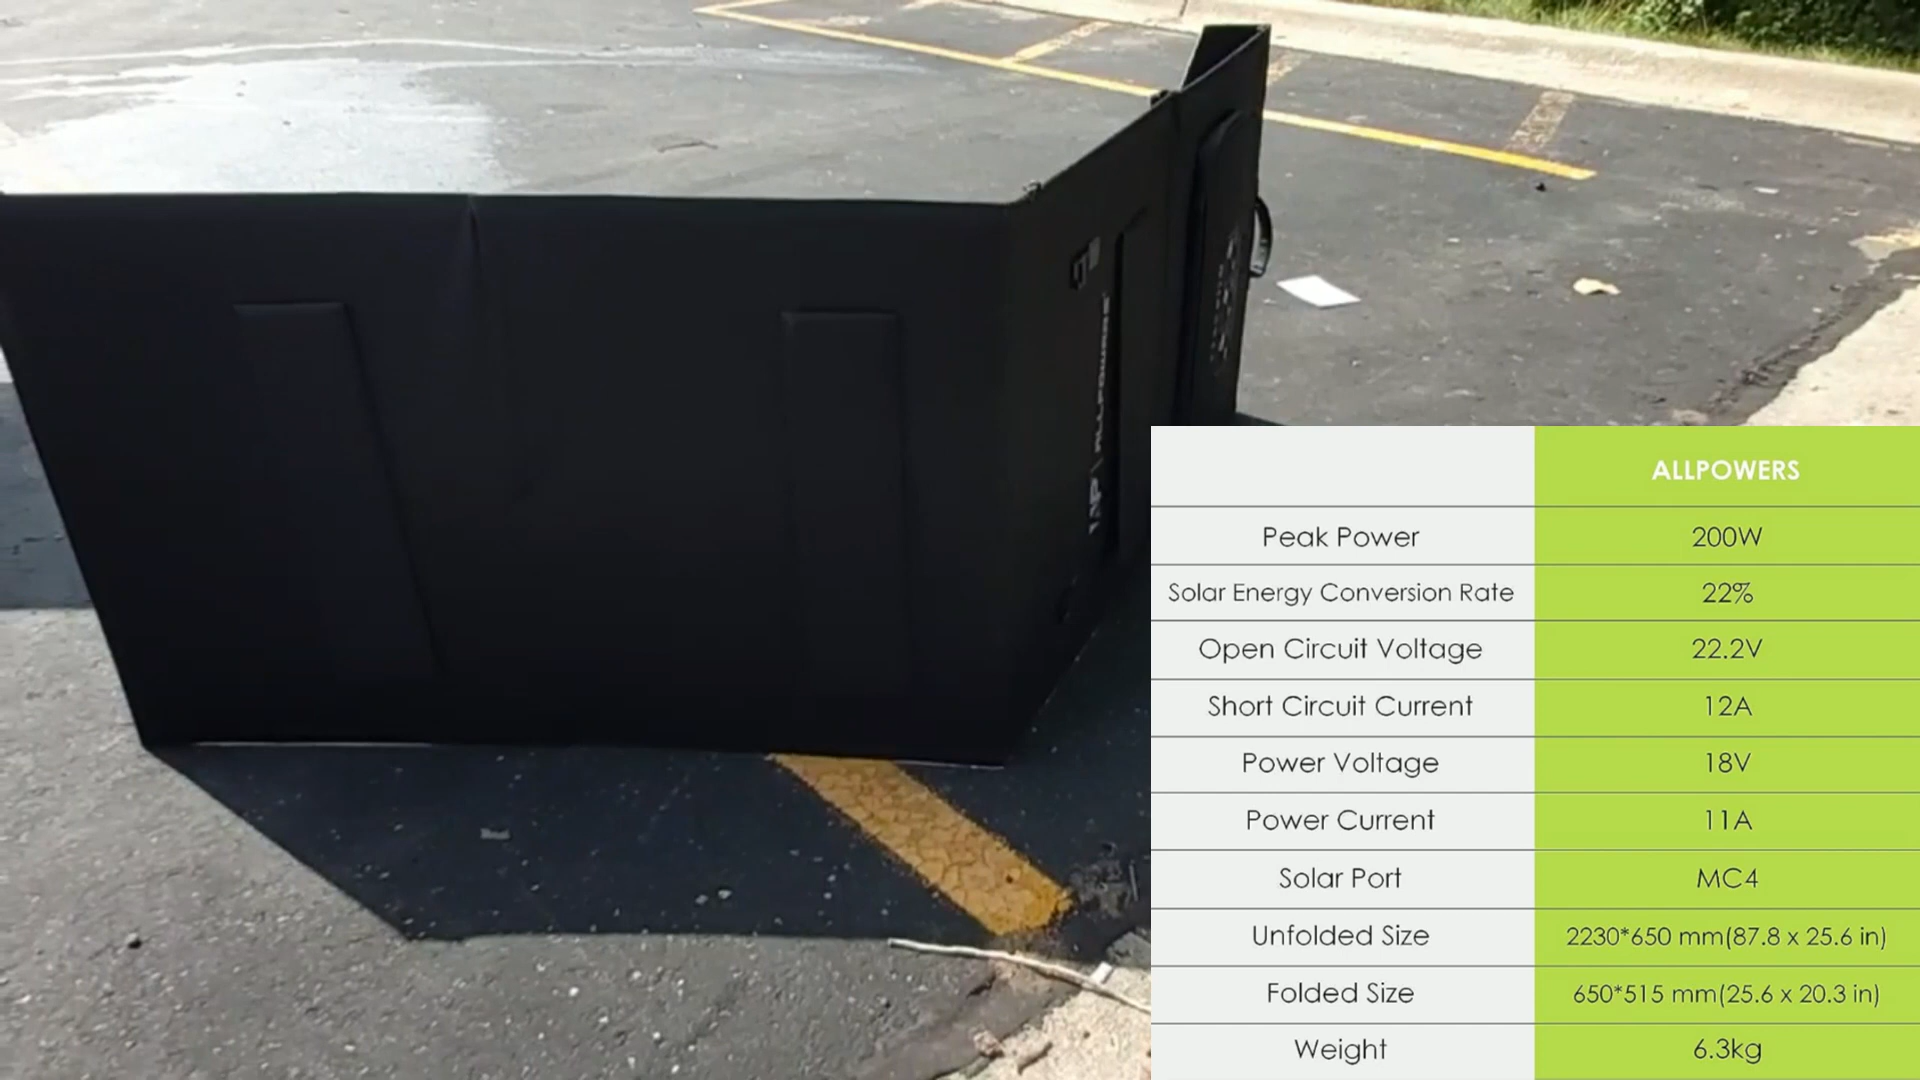 ALLPOWERS
ALLPOWERS
Peak Power 200W
Solar Energy Conversion Rate 22%
Open Circuit Voltage 22.2V
Short Circuit Current 12A
Power Voltage 18V
Power Current 11A
Solar Port MC4
Unfolded Size 2230*650 mm(87.8 x 25.6 in)
Folded Size 650*515 mm(25.6 x 20.3 in)
Weight 6.3kg